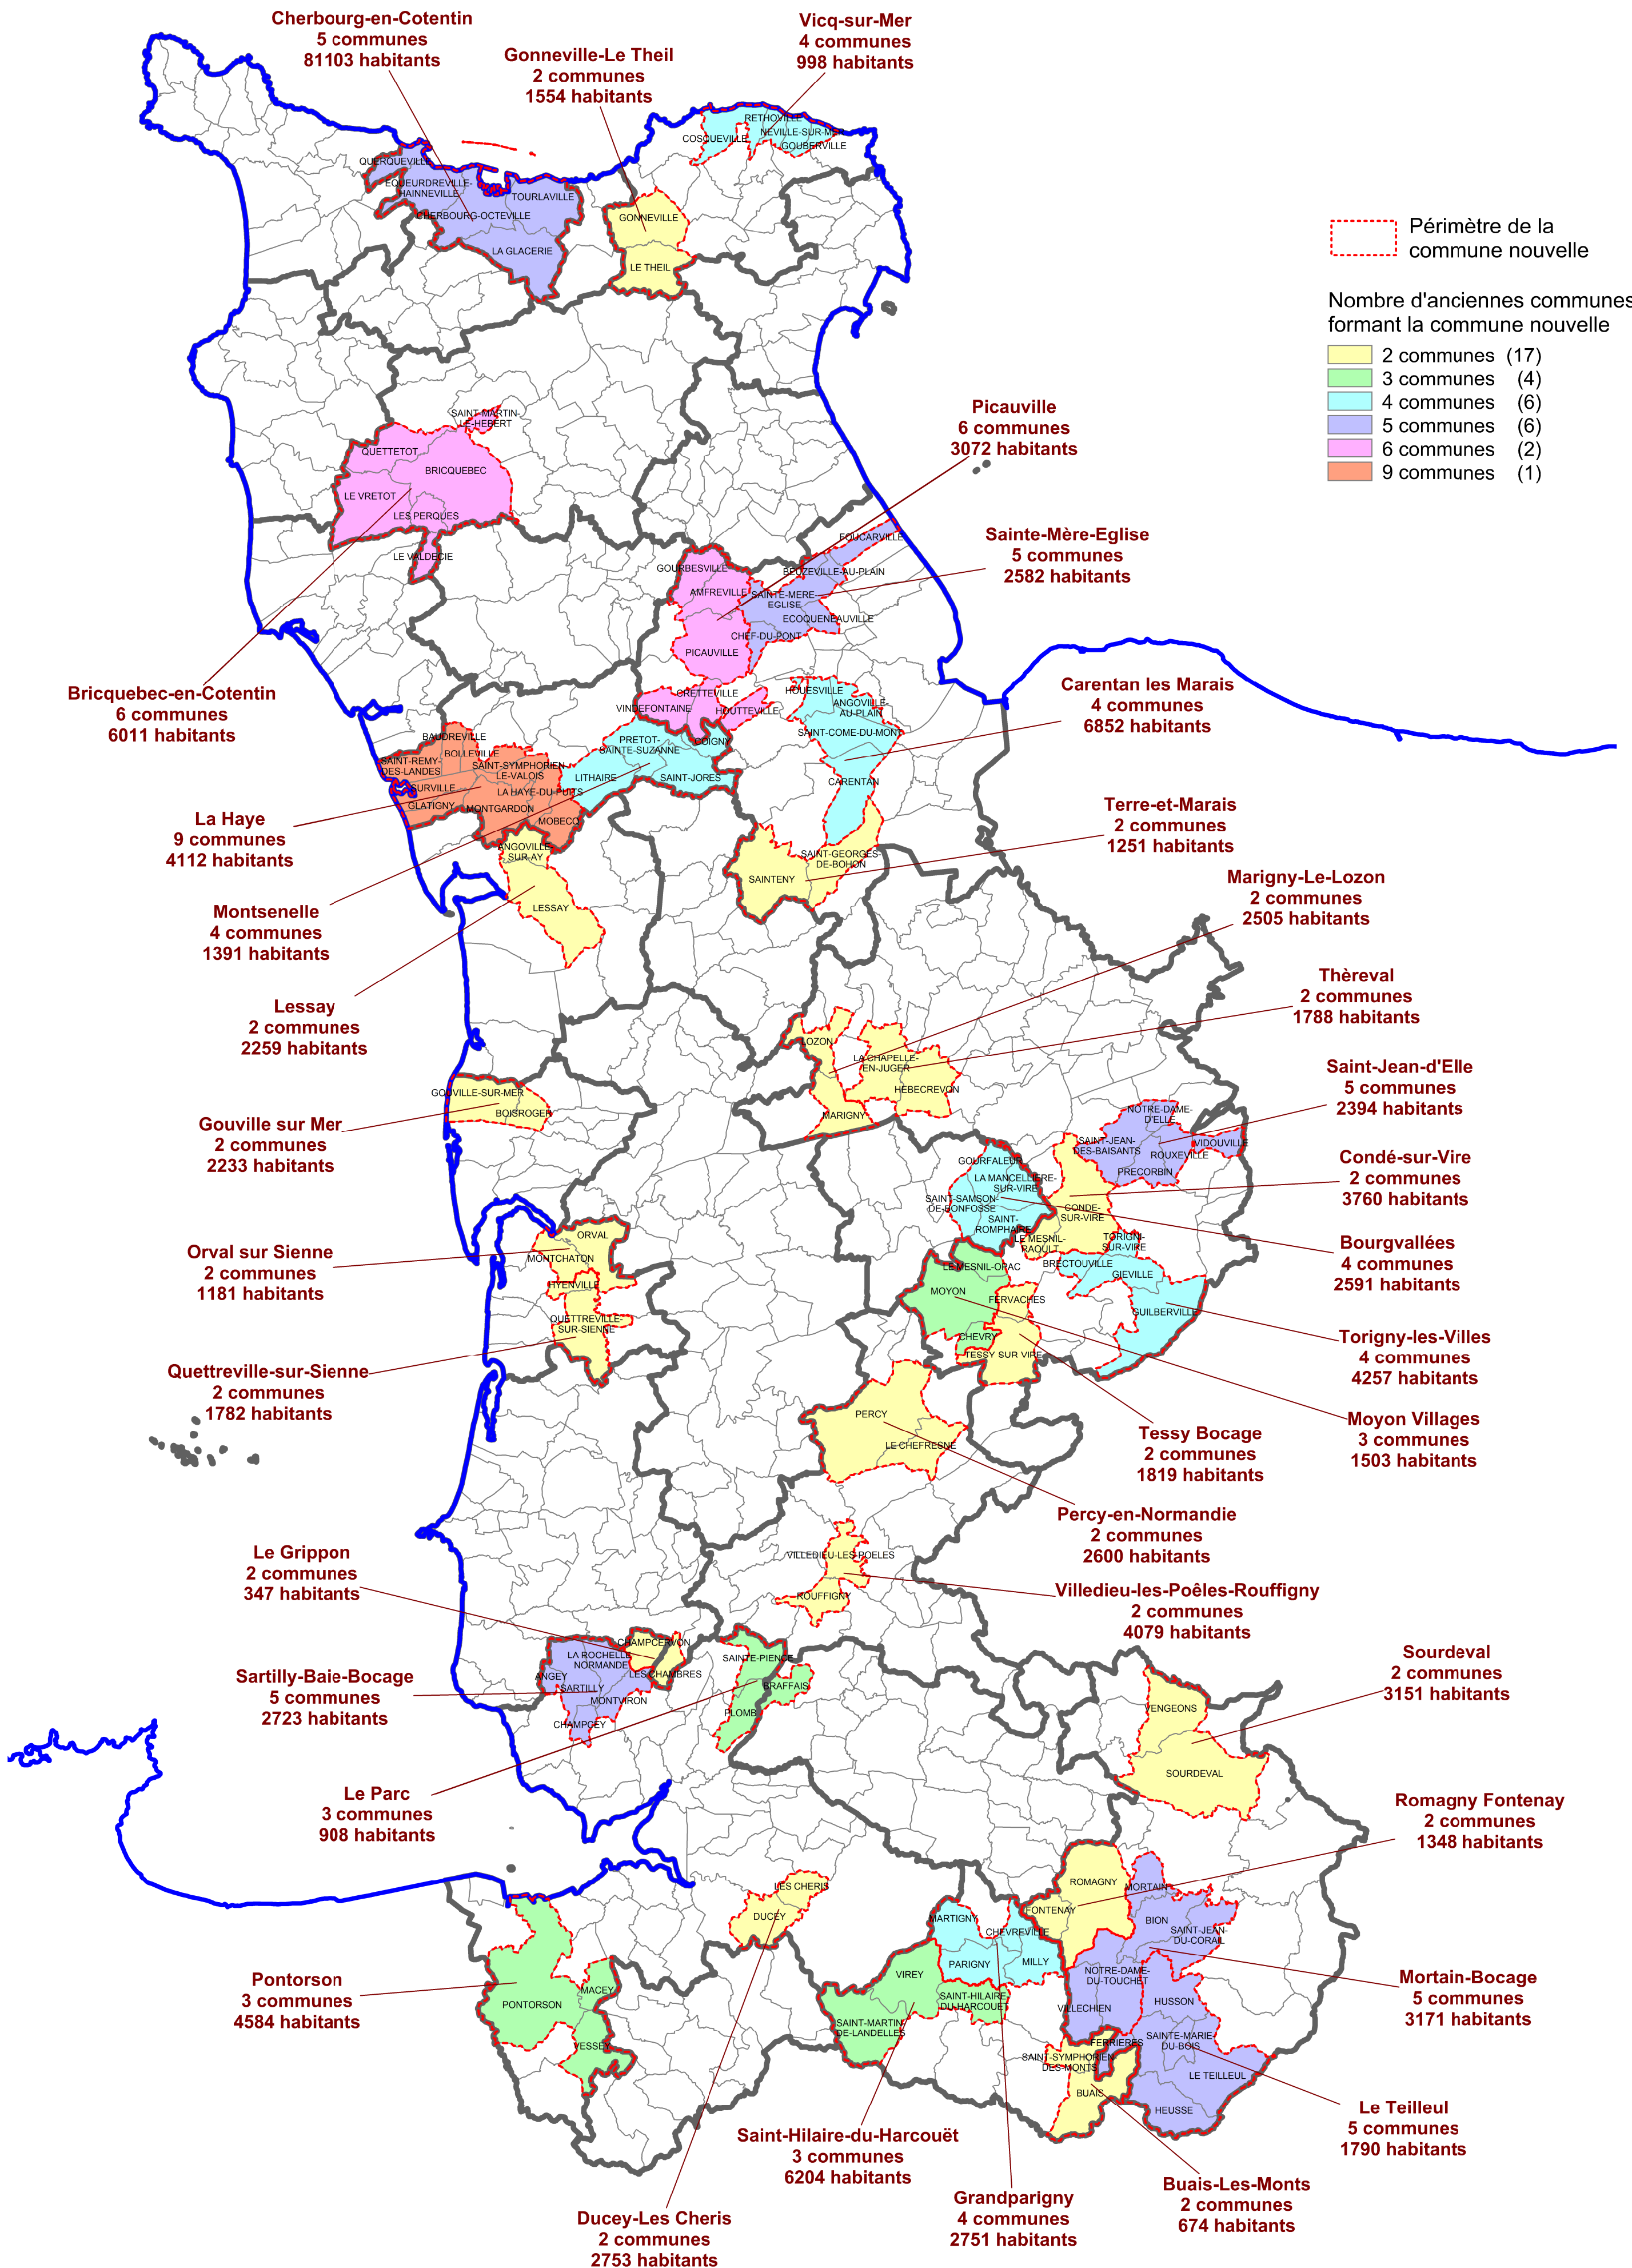 Cherbourg-en-Cotentin
5 communes
81103 habitants
Gonneville-Le Theil
2 communes
1554 habitants
Vicq-sur-Mer
4 communes
998 habitants
RETHOVILLE
COSQUEVILLE
NEVILLE-SUR-MER
GOUBERVILLE
QUERQUEVILLE
EQUEURDREVILLE-
HAINNEVILLE
TOURLAVILLE
CHERBOURG-OCTEVILLE
LA GLACERIE
GONNEVILLE
LE THEIL
Périmètre de la
commune nouvelle
Nombre d'anciennes communes
formant la commune nouvelle
2 communes (17)
3 communes (4)
4 communes (6)
5 communes (6)
6 communes (2)
9 communes (1)
Picauville
6 communes
3072 habitants
SAINT-MARTIN-
LE-HEBERT
QUETTETOT
BRICQUEBEC
LE VRETOT
LES PERQUES
LE VALDECIE
Sainte-Mère-Eglise
5 communes
2582 habitants
FOUCARVILLE
BEUZEVILLE-AU-PLAIN
SAINTE-MERE-
EGLISE
ECOQUENEAUVILLE
CHEF-DU-PONT
GOURBESVILLE
AMFREVILLE
PICAUVILLE
CRETTEVILLE
VINDEFONTAINE
HOUTTEVILLE
Bricquebec-en-Cotentin
6 communes
6011 habitants
Carentan les Marais
4 communes
6852 habitants
HOUESVILLE
ANGOVILLE-
AU-PLAIN
SAINT-COME-DU-MONT
CARENTAN
BAUDREVILLE
BOLLEVILLE
SAINT-REMY-
DES-LANDES
SAINT-SYMPHORIEN-
LE-VALOIS
SURVILLE
LA HAYE-DU-PUITS
GLATIGNY
MONTGARDON
MOBECQ
PRETOT-
SAINTE-SUZANNE
COIGNY
LITHAIRE
SAINT-JORES
La Haye
9 communes
4112 habitants
Terre-et-Marais
2 communes
1251 habitants
SAINT-GEORGES-
DE-BOHON
SAINTENY
ANGOVILLE-
SUR-AY
LESSAY
Montsenelle
4 communes
1391 habitants
Marigny-Le-Lozon
2 communes
2505 habitants
Lessay
2 communes
2259 habitants
Thèreval
2 communes
1788 habitants
LOZON
LA CHAPELLE-
EN-JUGER
HEBECREVON
MARIGNY
Saint-Jean-d'Elle
5 communes
2394 habitants
GOUVILLE-SUR-MER
BOISROGER
Gouville sur Mer
2 communes
2233 habitants
NOTRE-DAME-
D'ELLE
SAINT-JEAN-
DES-BAISANTS
VIDOUVILLE
ROUXEVILLE
PRECORBIN
Condé-sur-Vire
2 communes
3760 habitants
GOURFALEUR
LA MANCELLIERE-
SUR-VIRE
SAINT-SAMSON-
DE-BONFOSSE
SAINT-
ROMPHAIRE
CONDE-
SUR-VIRE
LE MESNIL-
RAOULT
TORIGNI-
SUR-VIRE
BRECTOUVILLE
GIEVILLE
GUILBERVILLE
Bourgvallées
4 communes
2591 habitants
Orval sur Sienne
2 communes
1181 habitants
ORVAL
MONTCHATON
HYENVILLE
QUETTREVILLE-
SUR-SIENNE
LE MESNIL-OPAC
MOYON
FERVACHES
CHEVRY
TESSY SUR VIRE
Torigny-les-Villes
4 communes
4257 habitants
Quettreville-sur-Sienne
2 communes
1782 habitants
Moyon Villages
3 communes
1503 habitants
Tessy Bocage
2 communes
1819 habitants
PERCY
LE CHEFRESNE
Percy-en-Normandie
2 communes
2600 habitants
VILLEDIEU-LES-POELES
ROUFFIGNY
Le Grippon
2 communes
347 habitants
Villedieu-les-Poêles-Rouffigny
2 communes
4079 habitants
CHAMPCERVON
LA ROCHELLE-
NORMANDE
LES CHAMBRES
ANGEY
SARTILLY
MONTVIRON
CHAMPCEY
SAINTE-PIENCE
BRAFFAIS
PLOMB
Sartilly-Baie-Bocage
5 communes
2723 habitants
Sourdeval
2 communes
3151 habitants
VENGEONS
SOURDEVAL
Le Parc
3 communes
908 habitants
Romagny Fontenay
2 communes
1348 habitants
LES CHERIS
DUCEY
ROMAGNY
FONTENAY
MORTAIN
BION
SAINT-JEAN-
DU-CORAIL
NOTRE-DAME-
DU-TOUCHET
VILLECHIEN
MARTIGNY
CHEVREVILLE
PARIGNY
MILLY
VIREY
SAINT-HILAIRE-
DU-HARCOUET
SAINT-MARTIN-
DE-LANDELLES
Pontorson
3 communes
4584 habitants
PONTORSON
MACEY
VESSEY
Mortain-Bocage
5 communes
3171 habitants
HUSSON
SAINTE-MARIE-
DU-BOIS
FERRIERES
SAINT-SYMPHORIEN-
DES-MONTS
LE TEILLEUL
BUAIS
HEUSSE
Le Teilleul
5 communes
1790 habitants
Saint-Hilaire-du-Harcouët
3 communes
6204 habitants
Buais-Les-Monts
2 communes
674 habitants
Grandparigny
4 communes
2751 habitants
Ducey-Les Cheris
2 communes
2753 habitants